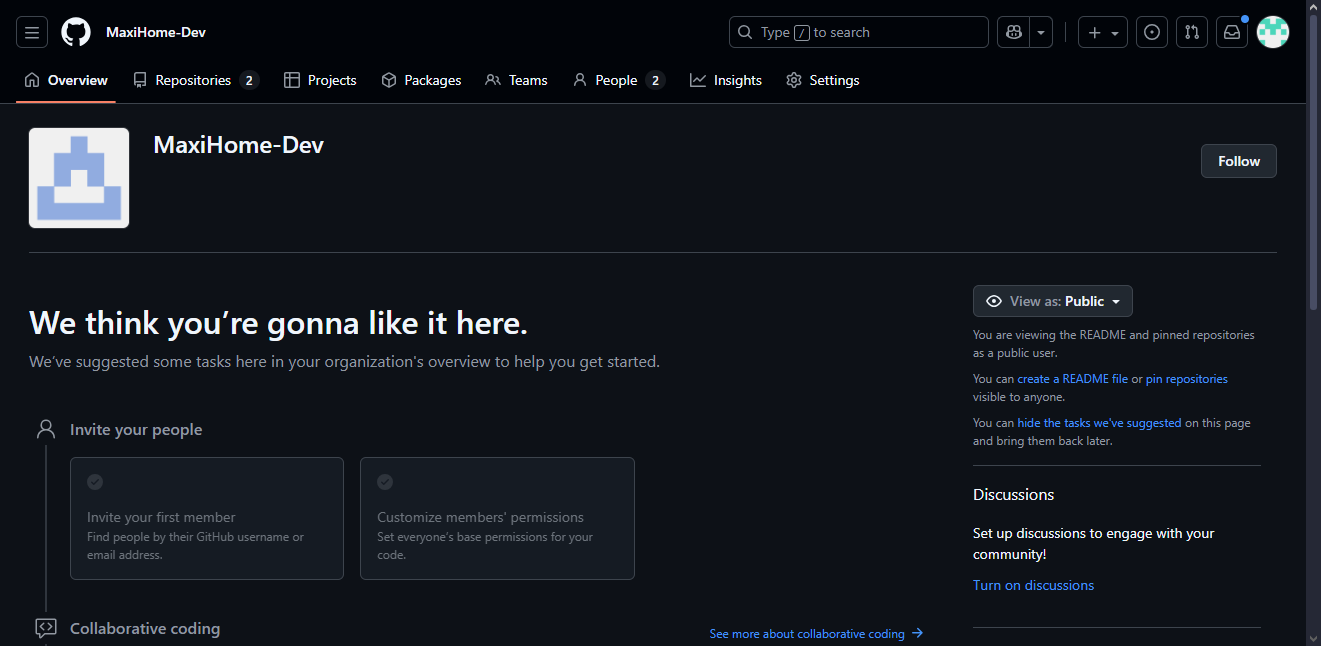 MaxiHome-Dev
Type / to search
Overview
Repositories 2
Projects
Packages
Teams
People 2
Insights
Settings
MaxiHome-Dev
Follow
We think you’re gonna like it here.
We’ve suggested some tasks here in your organization's overview to help you get started.
Invite your people
Invite your first member
Find people by their GitHub username or
email address.
Customize members' permissions
Set everyone's base permissions for your
code.
Collaborative coding
See more about collaborative coding →
View as: Public
You are viewing the README and pinned repositories
as a public user.
You can create a README file or pin repositories
visible to anyone.
You can hide the tasks we've suggested on this page
and bring them back later.
Discussions
Set up discussions to engage with your
community!
Turn on discussions